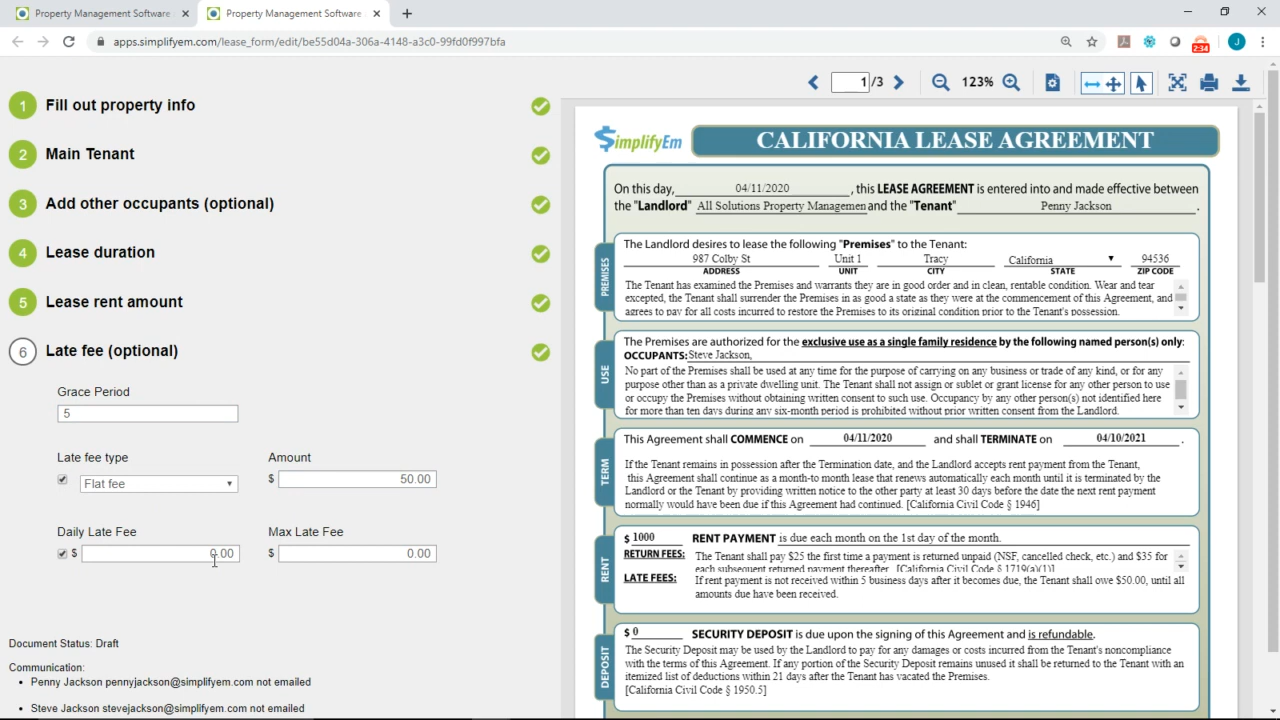 Property Management Software
Property Management Software
apps.simplifyem.com/lease_form/edit/be55d04a-306a-4148-a3c0-99fd0f997bfa
2:34
J
1 Fill out property info
2 Main Tenant
3 Add other occupants (optional)
4 Lease duration
5 Lease rent amount
6 Late fee (optional)
Grace Period
5
Late fee type Amount
Flat fee $ 50.00
Daily Late Fee Max Late Fee
$ 0.00 $ 0.00
Document Status: Draft
Communication:
• Penny Jackson pennyjackson@simplifyem.com not emailed
• Steve Jackson stevejackson@simplifyem.com not emailed
1 /3 123%
SimplifyEm CALIFORNIA LEASE AGREEMENT
On this day, 04/11/2020 , this LEASE AGREEMENT is entered into and made effective between
the "Landlord" All Solutions Property Managemen and the "Tenant" Penny Jackson .
PREMISES
The Landlord desires to lease the following "Premises" to the Tenant:
987 Colby St Unit 1 Tracy California 94536
ADDRESS UNIT CITY STATE ZIP CODE
The Tenant has examined the Premises and warrants they are in good order and in clean, rentable condition. Wear and tear
excepted, the Tenant shall surrender the Premises in as good a state as they were at the commencement of this Agreement, and
agrees to pay for all costs incurred to restore the Premises to its original condition prior to the Tenant's possession.
USE
The Premises are authorized for the exclusive use as a single family residence by the following named person(s) only:
OCCUPANTS: Steve Jackson,
No part of the Premises shall be used at any time for the purpose of carrying on any business or trade of any kind, or for any
purpose other than as a private dwelling unit. The Tenant shall not assign or sublet or grant license for any other person to use
or occupy the Premises without obtaining written consent to such use. Occupancy by any other person(s) not identified here
for more than ten days during any six-month period is prohibited without prior written consent from the Landlord.
TERM
This Agreement shall COMMENCE on 04/11/2020 and shall TERMINATE on 04/10/2021 .
If the Tenant remains in possession after the Termination date, and the Landlord accepts rent payment from the Tenant,
this Agreement shall continue as a month-to month lease that renews automatically each month until it is terminated by the
Landlord or the Tenant by providing written notice to the other party at least 30 days before the date the next rent payment
normally would have been due if this Agreement had continued. [California Civil Code § 1946]
RENT
$ 1000 RENT PAYMENT is due each month on the 1st day of the month.
RETURN FEES: The Tenant shall pay $25 the first time a payment is returned unpaid (NSF, cancelled check, etc.) and $35 for
each subsequent returned payment thereafter. [California Civil Code § 1719(a)(1)]
LATE FEES: If rent payment is not received within 5 business days after it becomes due, the Tenant shall owe $50.00, until all
amounts due have been received.
DEPOSIT
$ 0 SECURITY DEPOSIT is due upon the signing of this Agreement and is refundable.
The Security Deposit may be used by the Landlord to pay for any damages or costs incurred from the Tenant's noncompliance
with the terms of this Agreement. If any portion of the Security Deposit remains unused it shall be returned to the Tenant with an
itemized list of deductions within 21 days after the Tenant has vacated the Premises.
[California Civil Code § 1950.5]